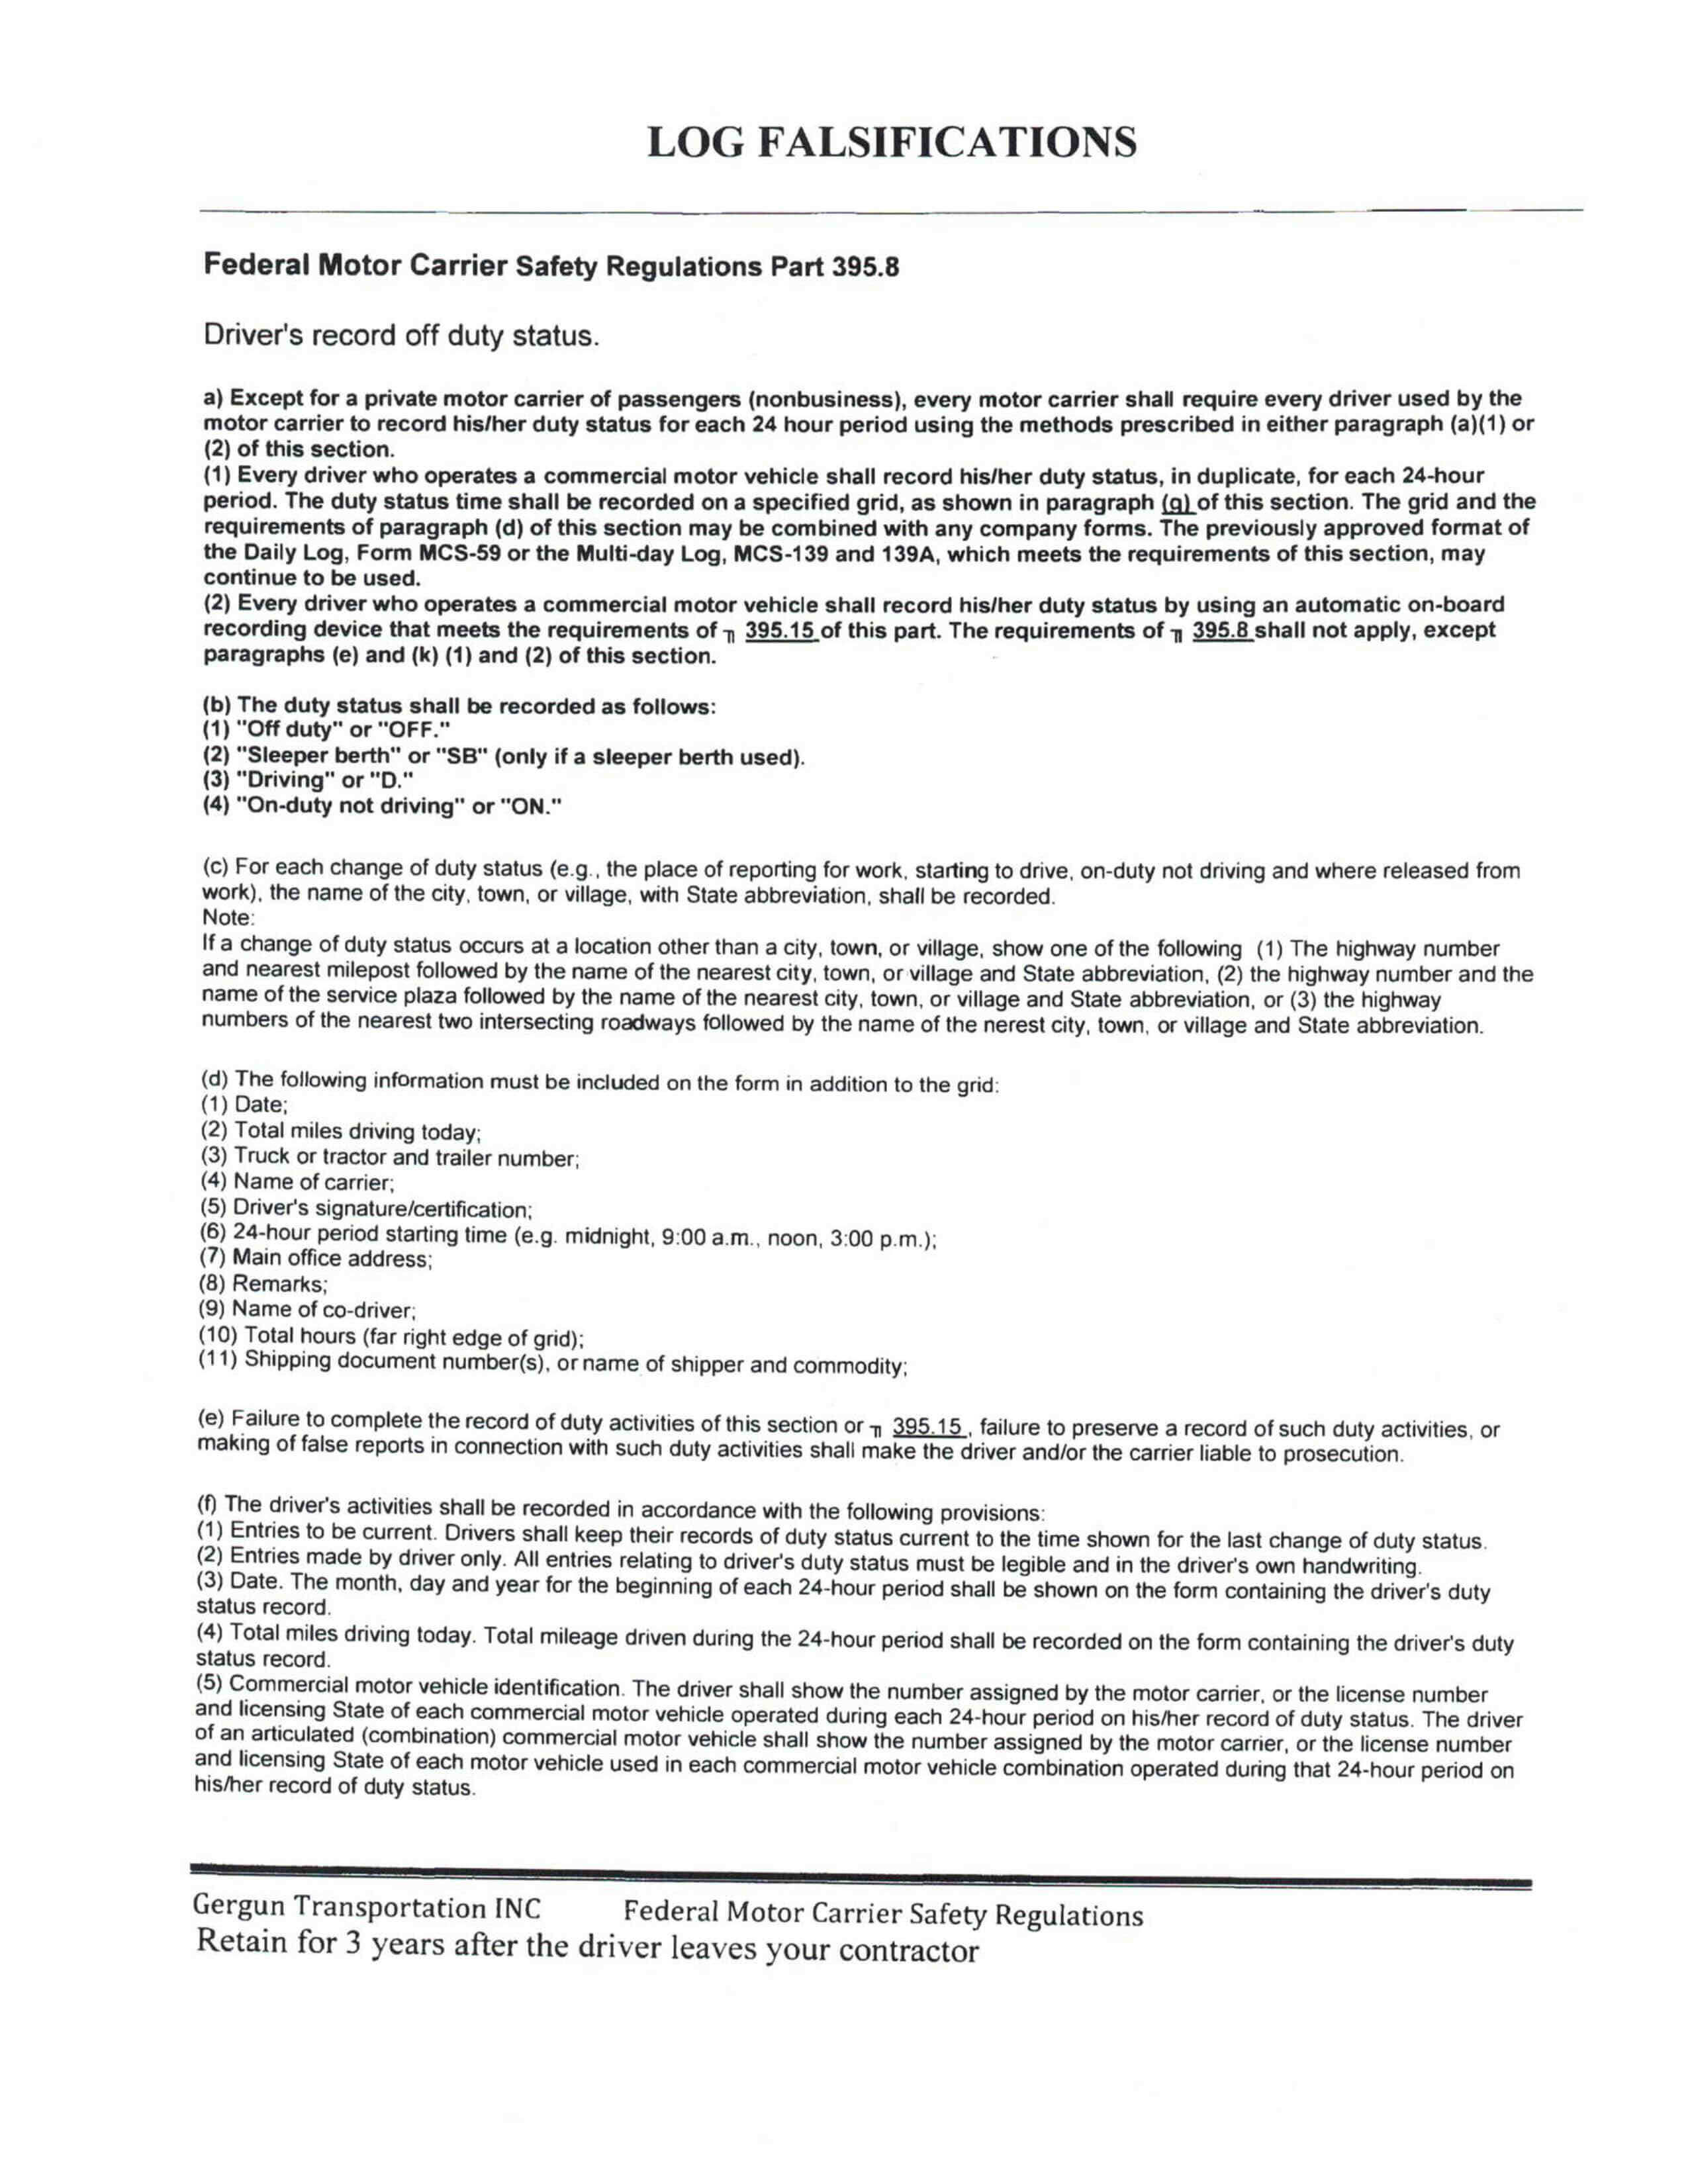 LOG FALSIFICATIONS
Federal Motor Carrier Safety Regulations Part 395.8
Driver's record off duty status.
a) Except for a private motor carrier of passengers (nonbusiness), every motor carrier shall require every driver used by the
motor carrier to record his/her duty status for each 24 hour period using the methods prescribed in either paragraph (a)(1) or
(2) of this section.
(1) Every driver who operates a commercial motor vehicle shall record his/her duty status, in duplicate, for each 24-hour
period. The duty status time shall be recorded on a specified grid, as shown in paragraph (g) of this section. The grid and the
requirements of paragraph (d) of this section may be combined with any company forms. The previously approved format of
the Daily Log, Form MCS-59 or the Multi-day Log, MCS-139 and 139A, which meets the requirements of this section, may
continue to be used.
(2) Every driver who operates a commercial motor vehicle shall record his/her duty status by using an automatic on-board
recording device that meets the requirements of ╗ 395.15 of this part. The requirements of ╗ 395.8 shall not apply, except
paragraphs (e) and (k) (1) and (2) of this section.
(b) The duty status shall be recorded as follows:
(1) "Off duty" or "OFF."
(2) "Sleeper berth" or "SB" (only if a sleeper berth used).
(3) "Driving" or "D."
(4) "On-duty not driving" or "ON."
(c) For each change of duty status (e.g., the place of reporting for work, starting to drive, on-duty not driving and where released from
work), the name of the city, town, or village, with State abbreviation, shall be recorded.
Note:
If a change of duty status occurs at a location other than a city, town, or village, show one of the following (1) The highway number
and nearest milepost followed by the name of the nearest city, town, or village and State abbreviation, (2) the highway number and the
name of the service plaza followed by the name of the nearest city, town, or village and State abbreviation, or (3) the highway
numbers of the nearest two intersecting roadways followed by the name of the nerest city, town, or village and State abbreviation.
(d) The following information must be included on the form in addition to the grid:
(1) Date;
(2) Total miles driving today;
(3) Truck or tractor and trailer number;
(4) Name of carrier;
(5) Driver's signature/certification;
(6) 24-hour period starting time (e.g. midnight, 9:00 a.m., noon, 3:00 p.m.);
(7) Main office address;
(8) Remarks;
(9) Name of co-driver;
(10) Total hours (far right edge of grid);
(11) Shipping document number(s), or name of shipper and commodity;
(e) Failure to complete the record of duty activities of this section or ╗ 395.15 , failure to preserve a record of such duty activities, or
making of false reports in connection with such duty activities shall make the driver and/or the carrier liable to prosecution.
(f) The driver's activities shall be recorded in accordance with the following provisions:
(1) Entries to be current. Drivers shall keep their records of duty status current to the time shown for the last change of duty status.
(2) Entries made by driver only. All entries relating to driver's duty status must be legible and in the driver's own handwriting.
(3) Date. The month, day and year for the beginning of each 24-hour period shall be shown on the form containing the driver's duty
status record.
(4) Total miles driving today. Total mileage driven during the 24-hour period shall be recorded on the form containing the driver's duty
status record.
(5) Commercial motor vehicle identification. The driver shall show the number assigned by the motor carrier, or the license number
and licensing State of each commercial motor vehicle operated during each 24-hour period on his/her record of duty status. The driver
of an articulated (combination) commercial motor vehicle shall show the number assigned by the motor carrier, or the license number
and licensing State of each motor vehicle used in each commercial motor vehicle combination operated during that 24-hour period on
his/her record of duty status.
Gergun Transportation INC Federal Motor Carrier Safety Regulations
Retain for 3 years after the driver leaves your contractor